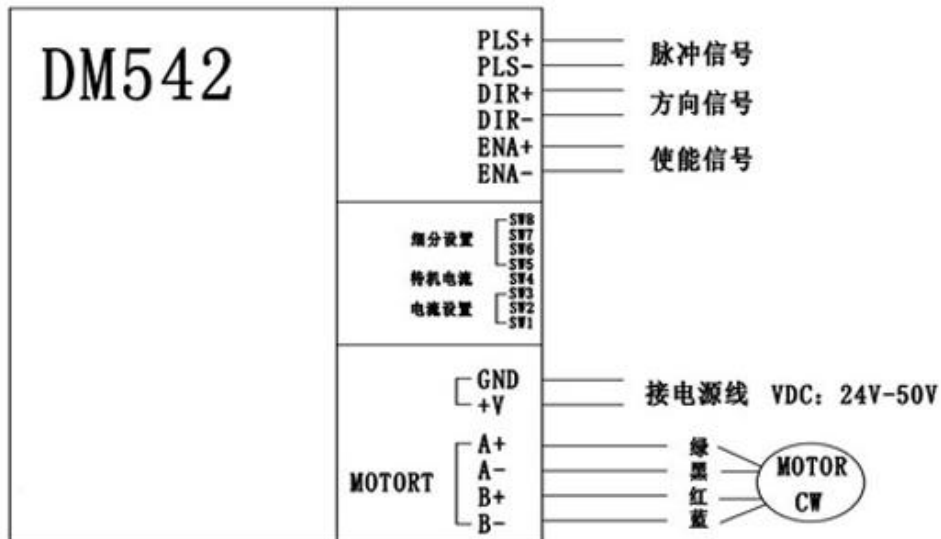 DM542
PLS+
PLS-
脉冲信号
DIR+
DIR-
方向信号
ENA+
ENA-
使能信号
细分设置
SW8
SW7
SW6
SW5
待机电流
SW4
电流设置
SW3
SW2
SW1
GND
+V
接电源线 VDC: 24V-50V
MOTORT
A+
绿
A-
黑
B+
红
B-
蓝
MOTOR
CW